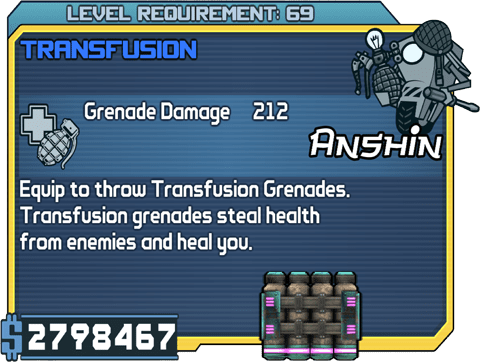 LEVEL REQUIREMENT: 69
TRANSFUSION
Grenade Damage 212
ANSHIN
Equip to throw Transfusion Grenades.
Transfusion grenades steal health
from enemies and heal you.
$2798467